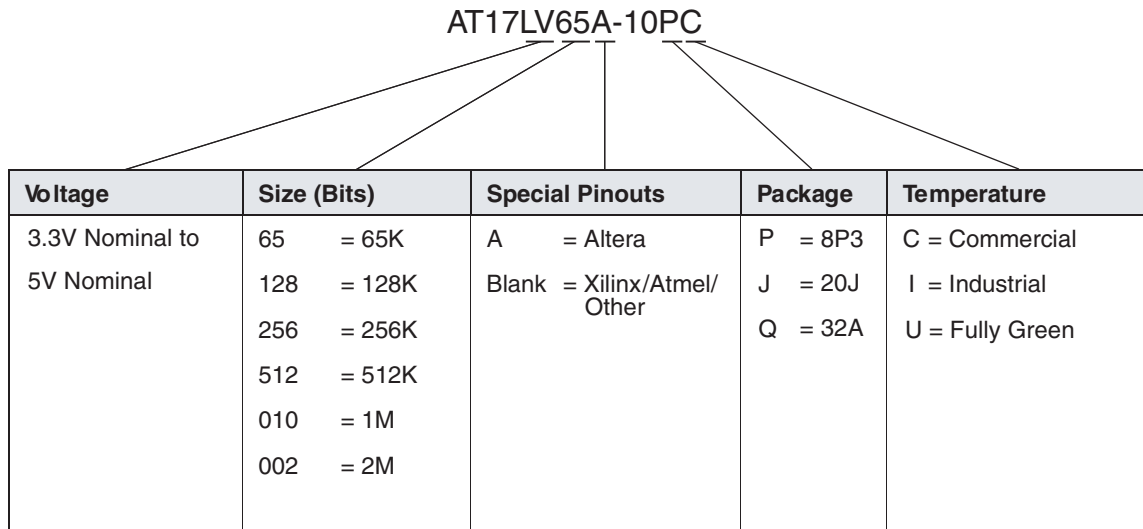 AT17LV65A-10PC
Voltage Size (Bits) Special Pinouts Package Temperature
3.3V Nominal to 65 = 65K A = Altera P = 8P3 C = Commercial
5V Nominal 128 = 128K Blank = Xilinx/Atmel/ J = 20J I = Industrial
Other
256 = 256K Q = 32A U = Fully Green
512 = 512K
010 = 1M
002 = 2M